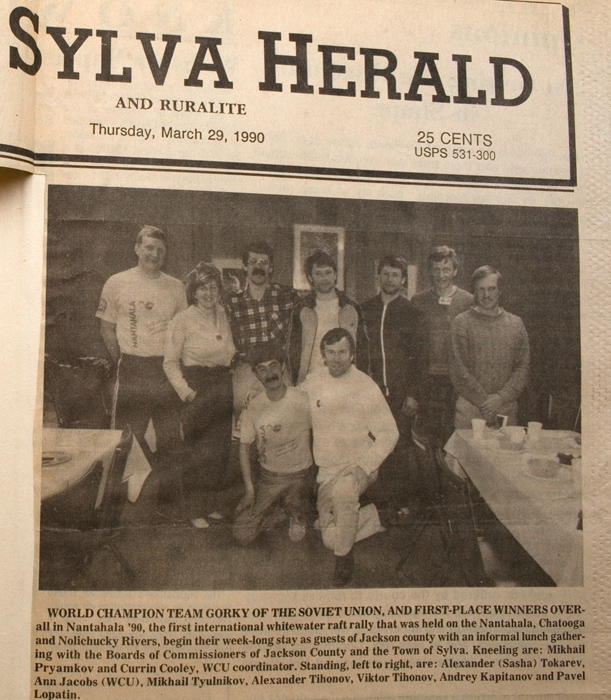 SYLVA HERALD
AND RURALITE
Thursday, March 29, 1990
25 CENTS
USPS 531-300
NANTAHALA
WORLD CHAMPION TEAM GORKY OF THE SOVIET UNION, AND FIRST-PLACE WINNERS OVER-
all in Nantahala '90, the first international whitewater raft rally that was held on the Nantahala, Chatooga
and Nolichucky Rivers, begin their week-long stay as guests of Jackson county with an informal lunch gather-
ing with the Boards of Commissioners of Jackson County and the Town of Sylva. Kneeling are: Mikhail
Pryamkov and Currin Cooley, WCU coordinator. Standing, left to right, are: Alexander (Sasha) Tokarev,
Ann Jacobs (WCU), Mikhail Tyulnikov, Alexander Tihonov, Viktor Tihonov, Andrey Kapitanov and Pavel
Lopatin.